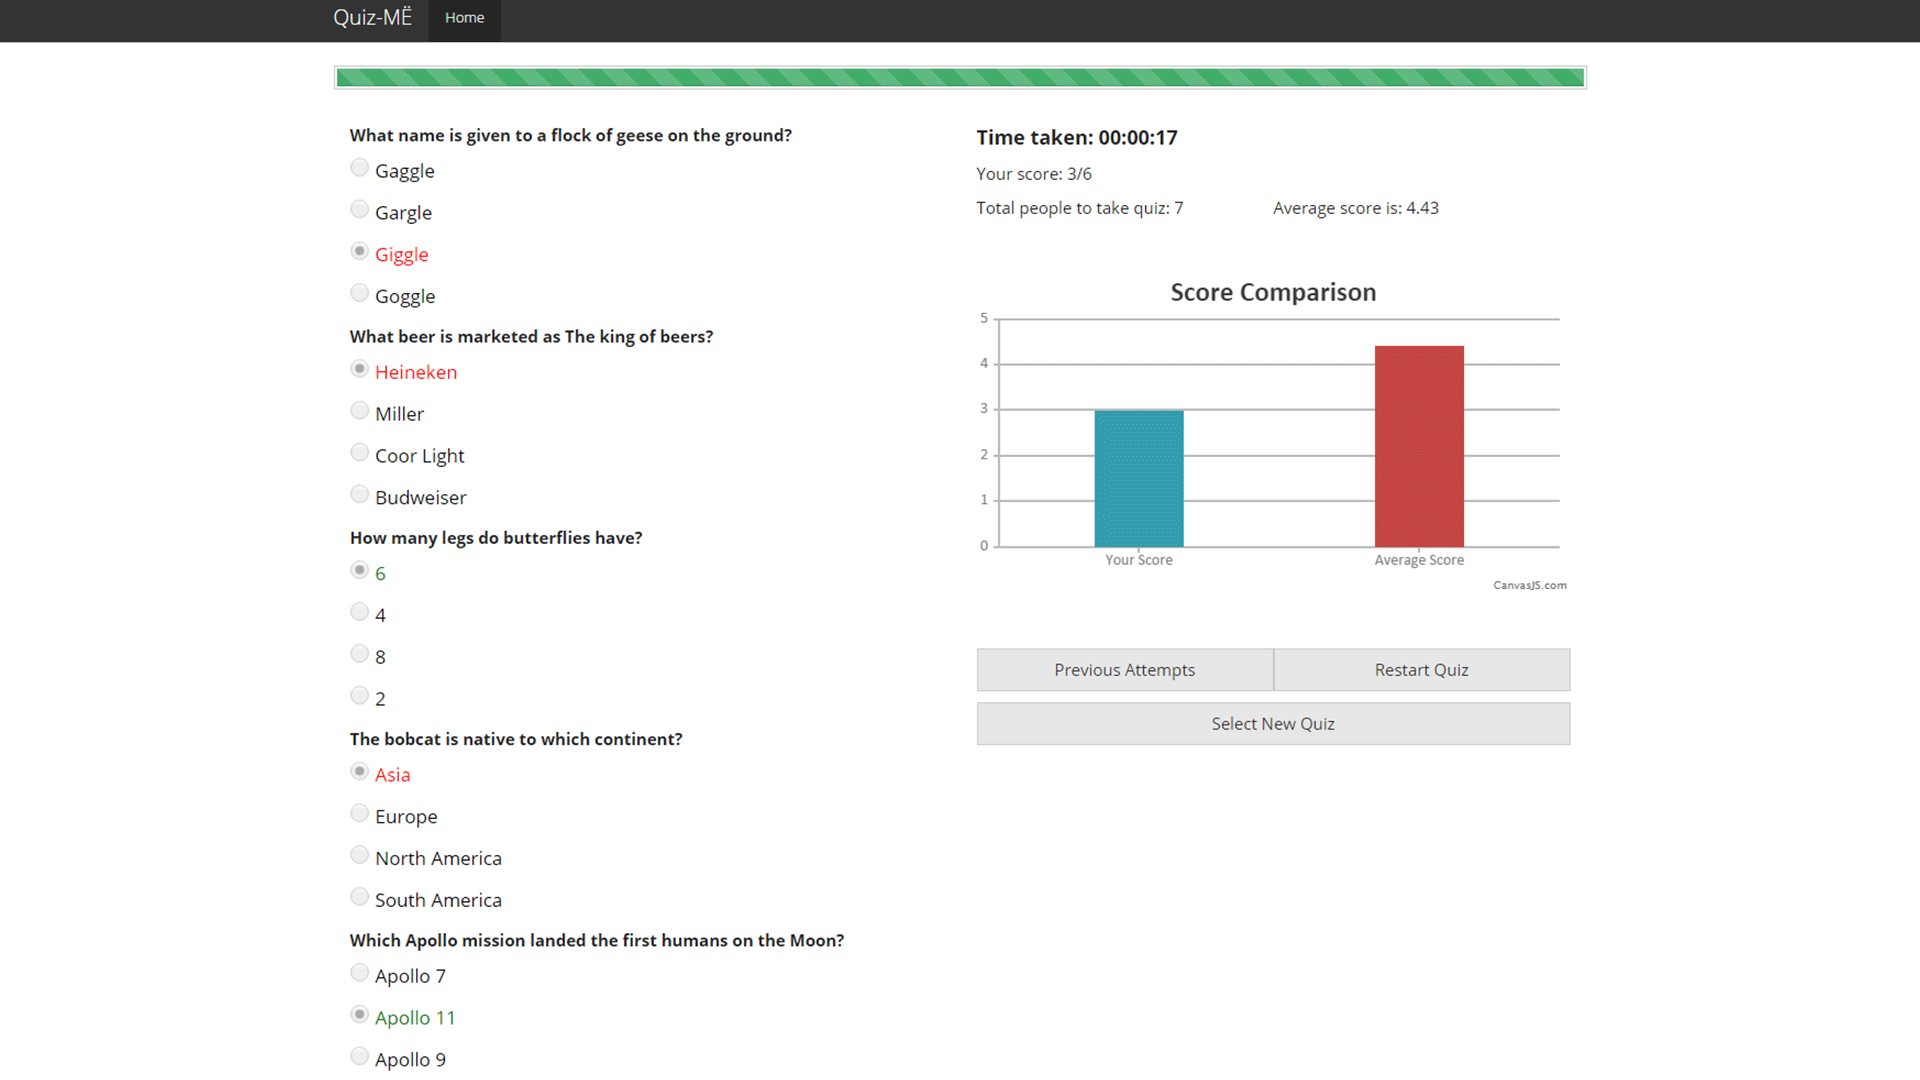 Quiz-MË Home
What name is given to a flock of geese on the ground?
Gaggle
Gargle
Giggle
Goggle
What beer is marketed as The king of beers?
Heineken
Miller
Coor Light
Budweiser
How many legs do butterflies have?
6
4
8
2
The bobcat is native to which continent?
Asia
Europe
North America
South America
Which Apollo mission landed the first humans on the Moon?
Apollo 7
Apollo 11
Apollo 9
Time taken: 00:00:17
Your score: 3/6
Total people to take quiz: 7 Average score is: 4.43
Score Comparison
5
4
3
2
1
0
Your Score Average Score
CanvasJS.com
Previous Attempts Restart Quiz
Select New Quiz